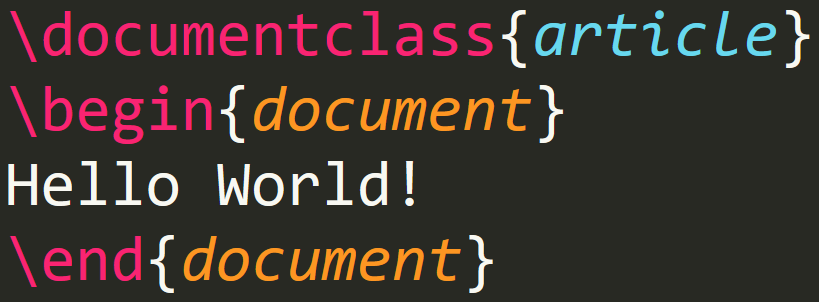 \documentclass{article}
\begin{document}
Hello World!
\end{document}